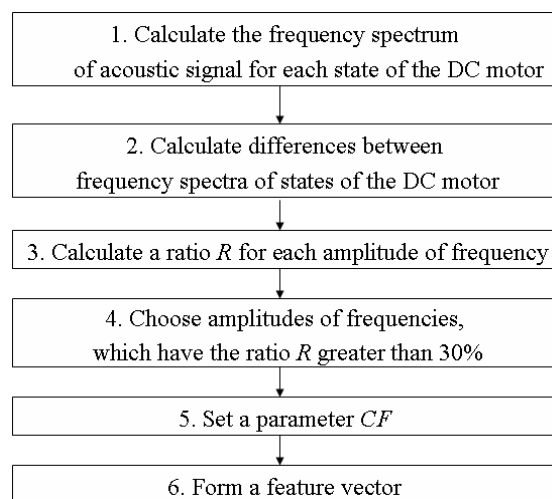 1. Calculate the frequency spectrum
of acoustic signal for each state of the DC motor
2. Calculate differences between
frequency spectra of states of the DC motor
3. Calculate a ratio R for each amplitude of frequency
4. Choose amplitudes of frequencies,
which have the ratio R greater than 30%
5. Set a parameter CF
6. Form a feature vector